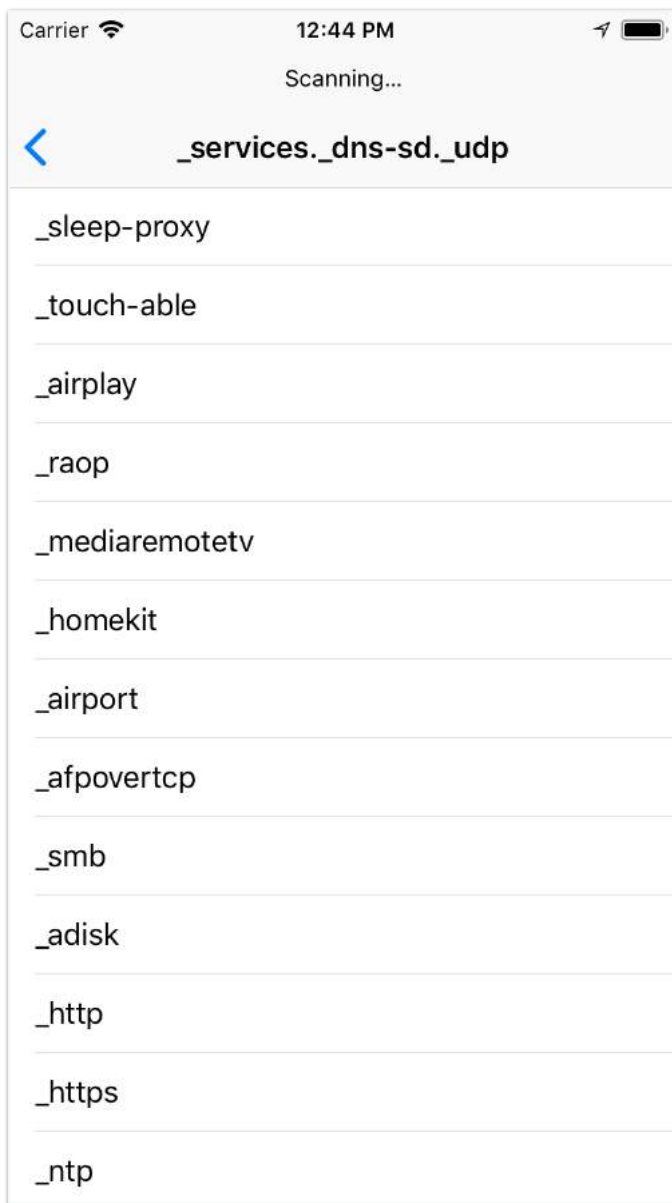 Carrier 12:44 PM
Scanning...
_services._dns-sd._udp
_sleep-proxy
_touch-able
_airplay
_raop
_mediaremotetv
_homekit
_airport
_afpovertcp
_smb
_adisk
_http
_https
_ntp